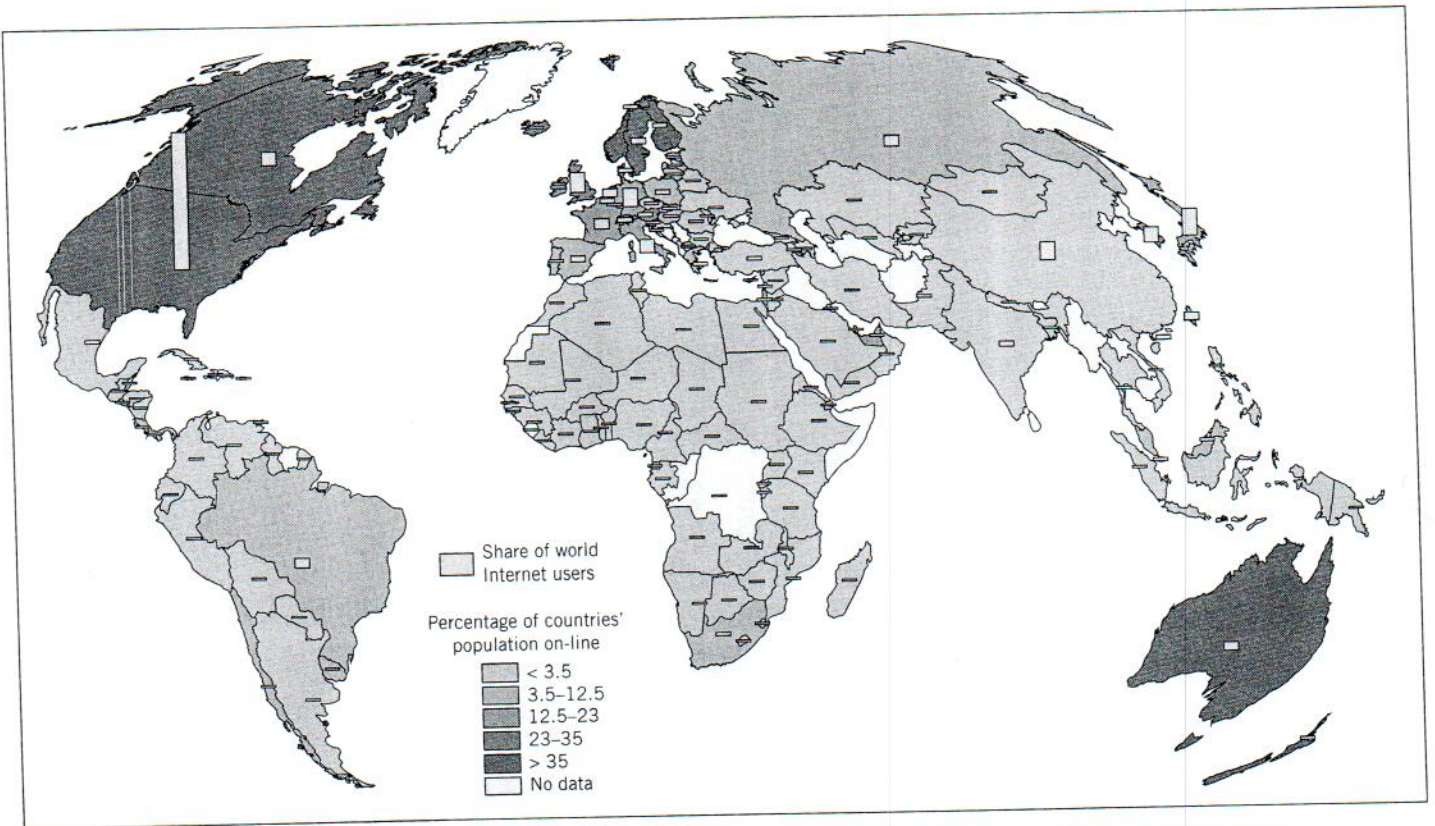 Share of world
Internet users
Percentage of countries'
population on-line
< 3.5
3.5–12.5
12.5–23
23–35
> 35
No data